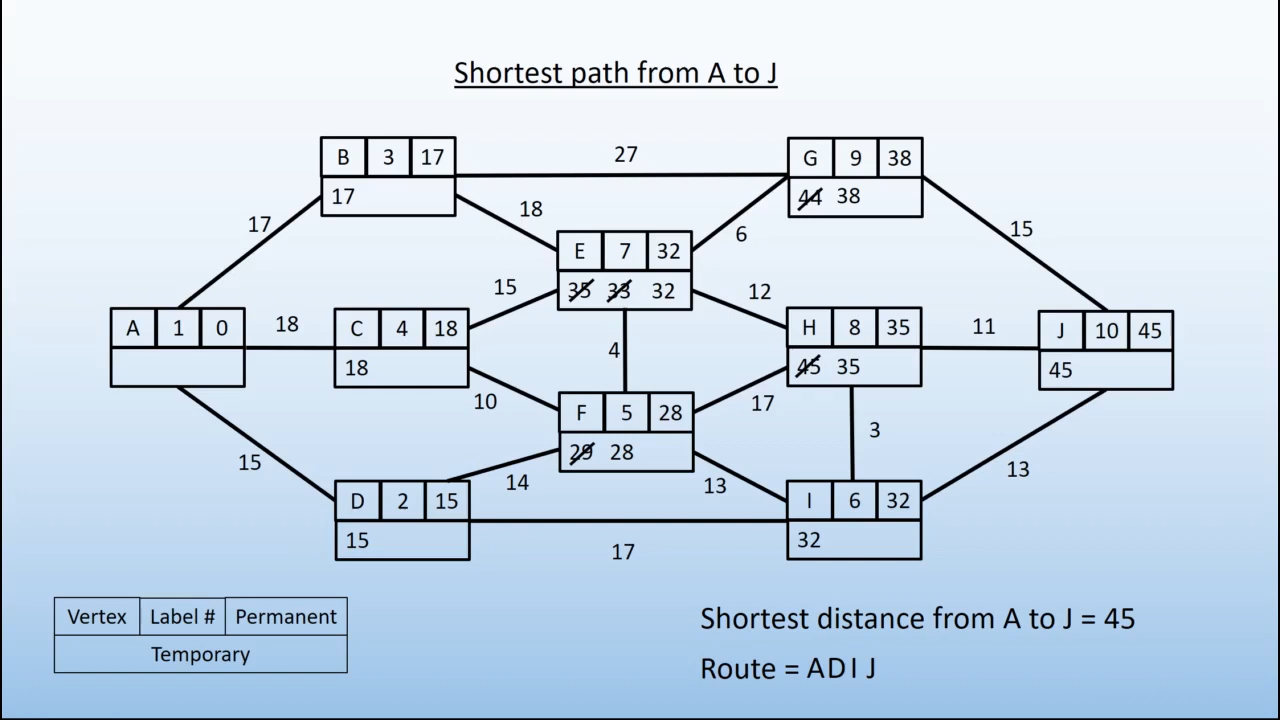 Shortest path from A to J
B 3 17
17
27
G 9 38
44 38
17
18
6
15
E 7 32
35 33 32
15
12
A 1 0
18
C 4 18
18
4
H 8 35
45 35
11
J 10 45
45
10
F 5 28
29 28
17
3
15
14
13
13
D 2 15
15
17
I 6 32
32
Vertex Label # Permanent
Temporary
Shortest distance from A to J = 45
Route = A D I J